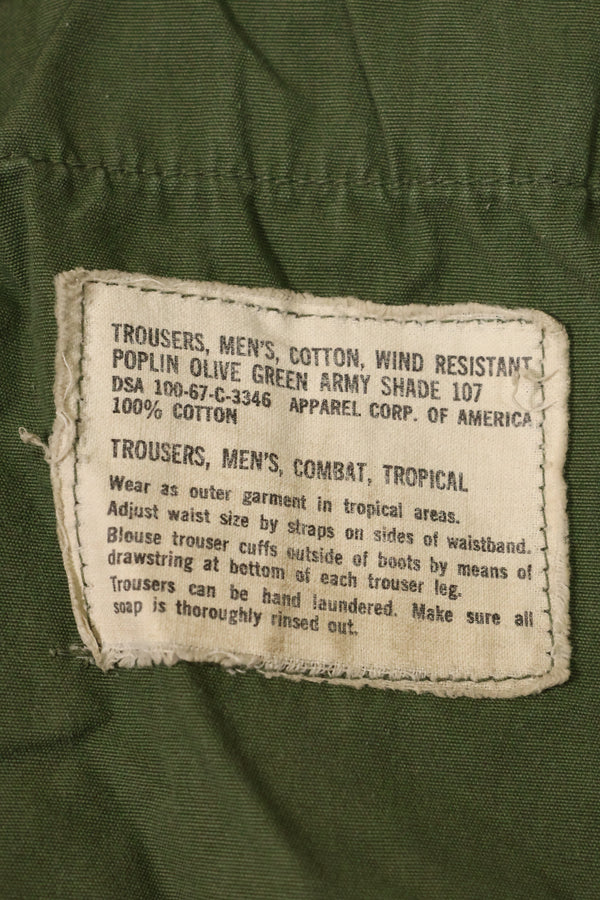 TROUSERS, MEN'S, COTTON, WIND RESISTANT
POPLIN OLIVE GREEN ARMY SHADE 107
DSA 100-67-C-3346 APPAREL CORP. OF AMERICA
100% COTTON
TROUSERS, MEN'S, COMBAT, TROPICAL
Wear as outer garment in tropical areas.
Adjust waist size by straps on sides of waistband.
Blouse trouser cuffs outside of boots by means of
drawstring at bottom of each trouser leg.
Trousers can be hand laundered. Make sure all
soap is thoroughly rinsed out.